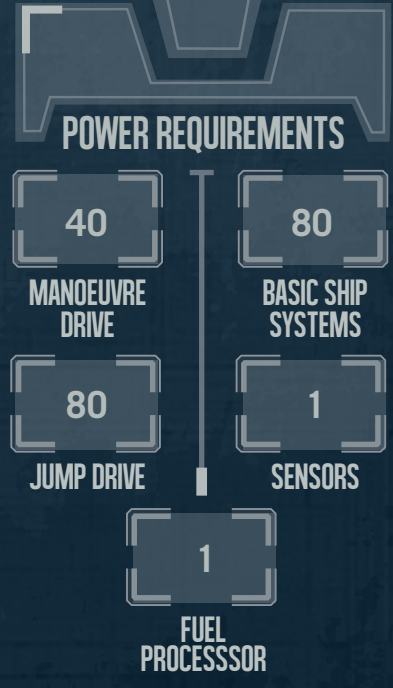 POWER REQUIREMENTS
40
MANOEUVRE
DRIVE
80
BASIC SHIP
SYSTEMS
80
JUMP DRIVE
1
SENSORS
1
FUEL
PROCESSSOR